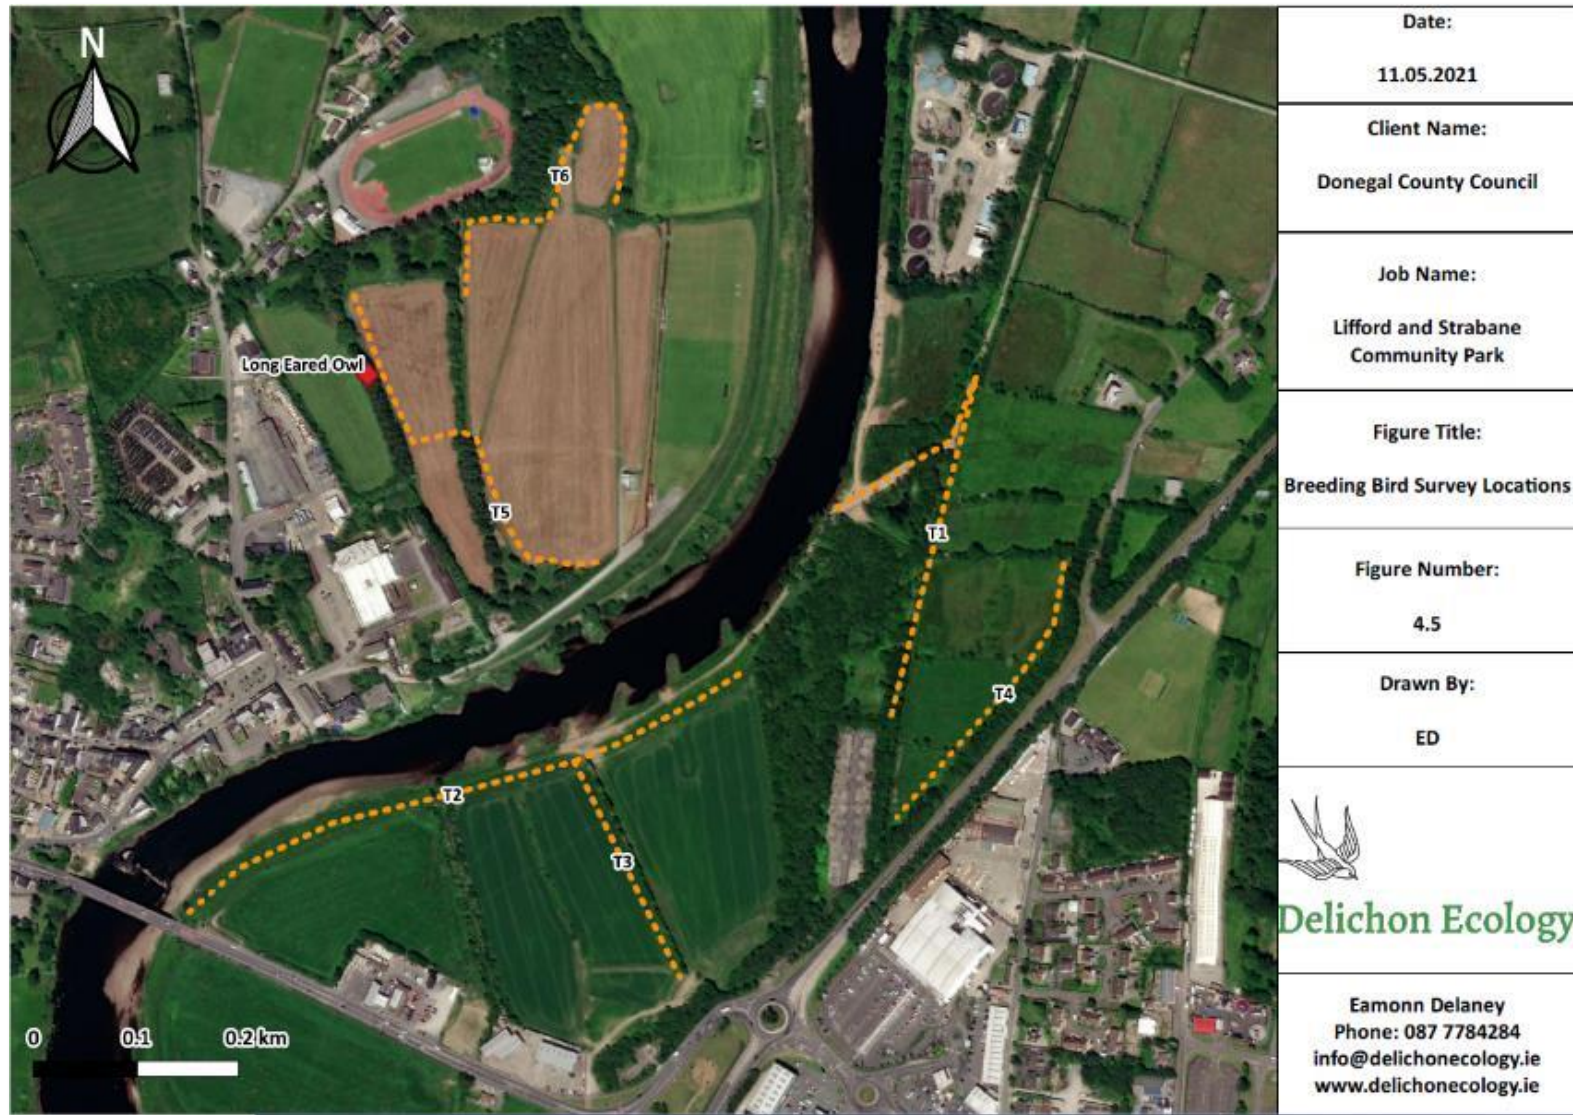 N
T6
Long Eared Owl
T5
T1
T4
T2
T3
0 0.1 0.2 km
Date:
11.05.2021
Client Name:
Donegal County Council
Job Name:
Lifford and Strabane
Community Park
Figure Title:
Breeding Bird Survey Locations
Figure Number:
4.5
Drawn By:
ED
Delichon Ecology
Eamonn Delaney
Phone: 087 7784284
info@delichonecology.ie
www.delichonecology.ie